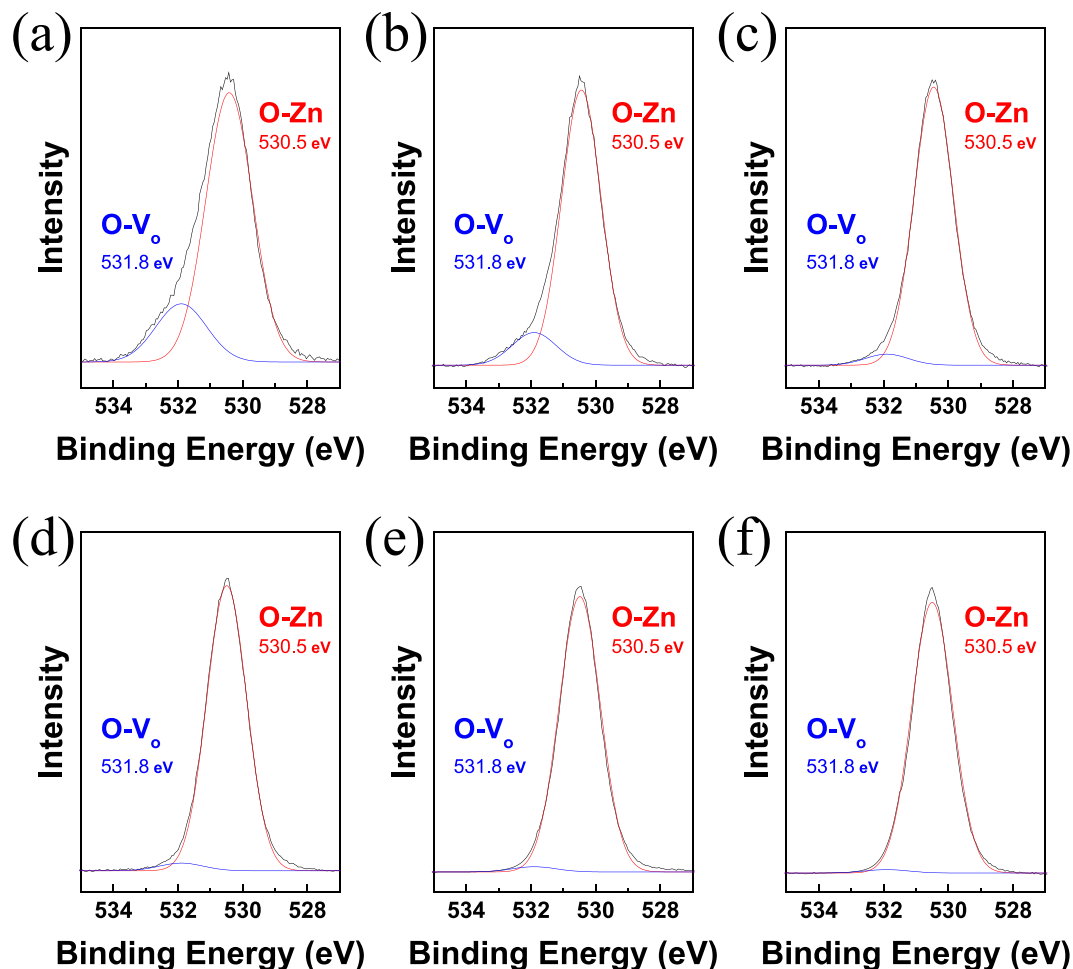 (a)
Intensity
O-Zn
530.5 eV
O-Vo
531.8 eV
534 532 530 528
Binding Energy (eV)
(b)
Intensity
O-Zn
530.5 eV
O-Vo
531.8 eV
534 532 530 528
Binding Energy (eV)
(c)
Intensity
O-Zn
530.5 eV
O-Vo
531.8 eV
534 532 530 528
Binding Energy (eV)
(d)
Intensity
O-Zn
530.5 eV
O-Vo
531.8 eV
534 532 530 528
Binding Energy (eV)
(e)
Intensity
O-Zn
530.5 eV
O-Vo
531.8 eV
534 532 530 528
Binding Energy (eV)
(f)
Intensity
O-Zn
530.5 eV
O-Vo
531.8 eV
534 532 530 528
Binding Energy (eV)